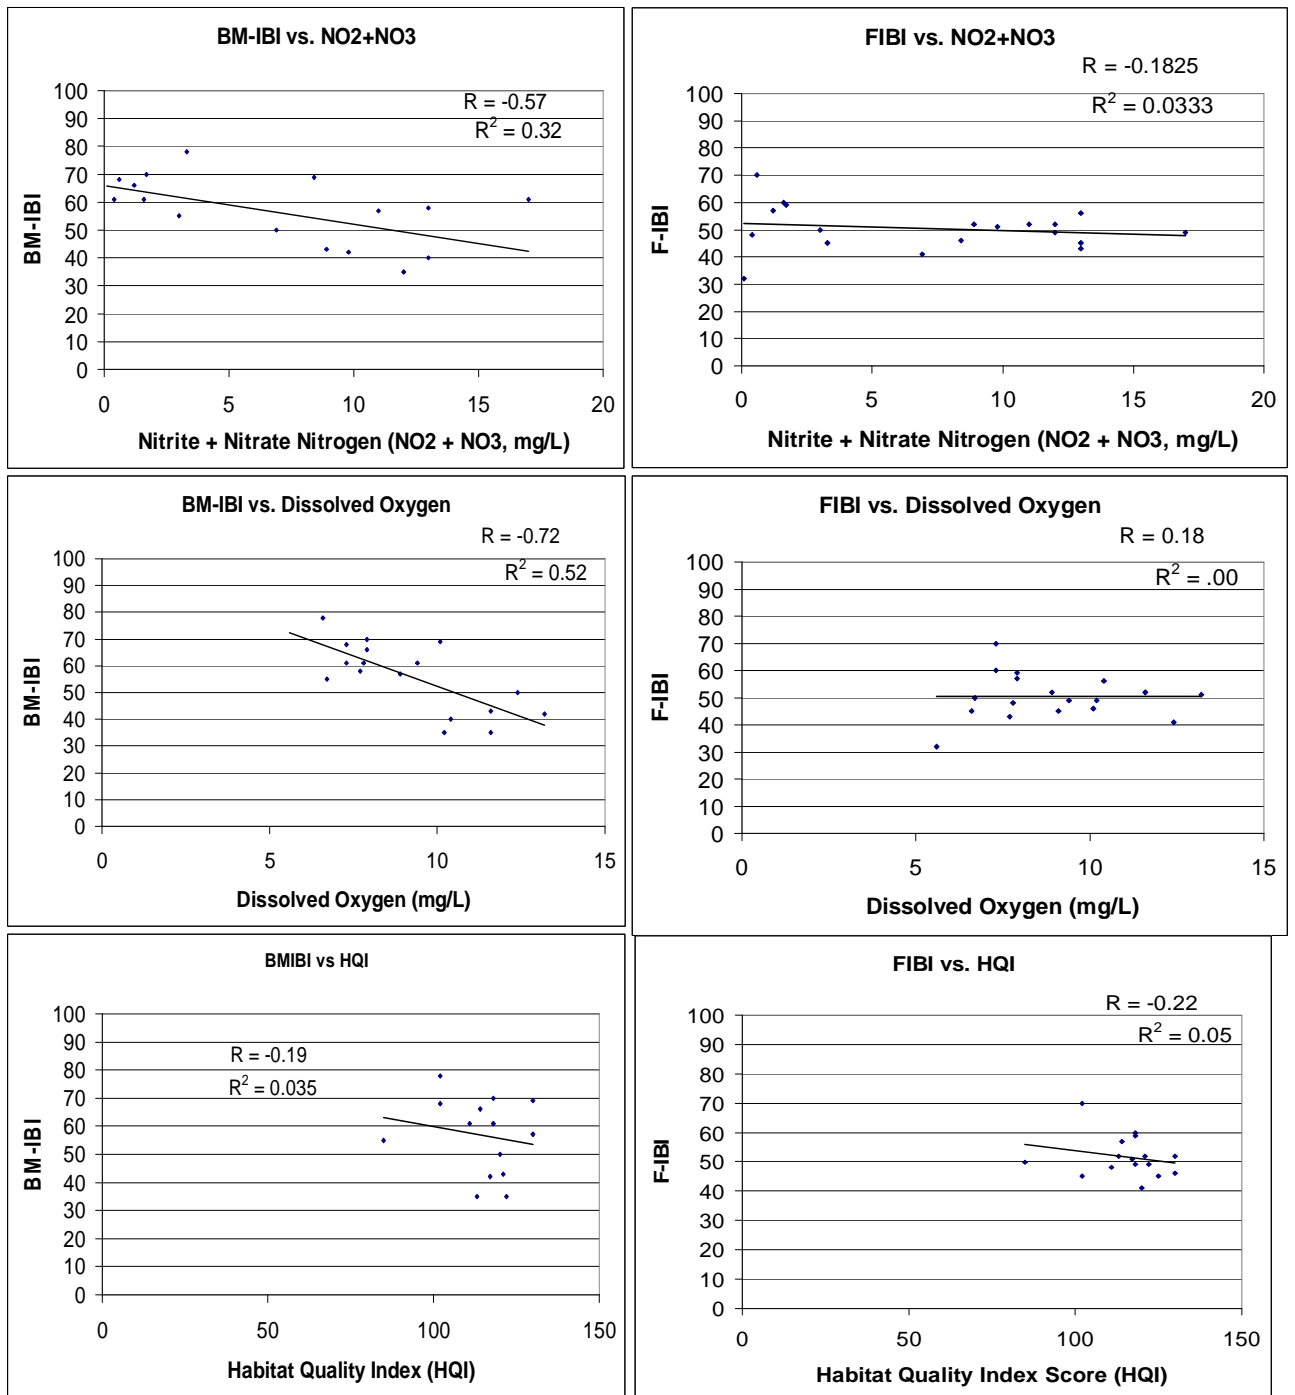 BM-IBI vs. NO2+NO3
R = -0.57
R² = 0.32
BM-IBI
100
90
80
70
60
50
40
30
20
10
0
0 5 10 15 20
Nitrite + Nitrate Nitrogen (NO2 + NO3, mg/L)
FIBI vs. NO2+NO3
R = -0.1825
R² = 0.0333
F-IBI
100
90
80
70
60
50
40
30
20
10
0
0 5 10 15 20
Nitrite + Nitrate Nitrogen (NO2 + NO3, mg/L)
BM-IBI vs. Dissolved Oxygen
R = -0.72
R² = 0.52
BM-IBI
100
90
80
70
60
50
40
30
20
10
0
0 5 10 15
Dissolved Oxygen (mg/L)
FIBI vs. Dissolved Oxygen
R = 0.18
R² = .00
F-IBI
100
90
80
70
60
50
40
30
20
10
0
0 5 10 15
Dissolved Oxygen (mg/L)
BMIBI vs HQI
R = -0.19
R² = 0.035
BM-IBI
100
90
80
70
60
50
40
30
20
10
0
0 50 100 150
Habitat Quality Index (HQI)
FIBI vs. HQI
R = -0.22
R² = 0.05
F-IBI
100
90
80
70
60
50
40
30
20
10
0
0 50 100 150
Habitat Quality Index Score (HQI)